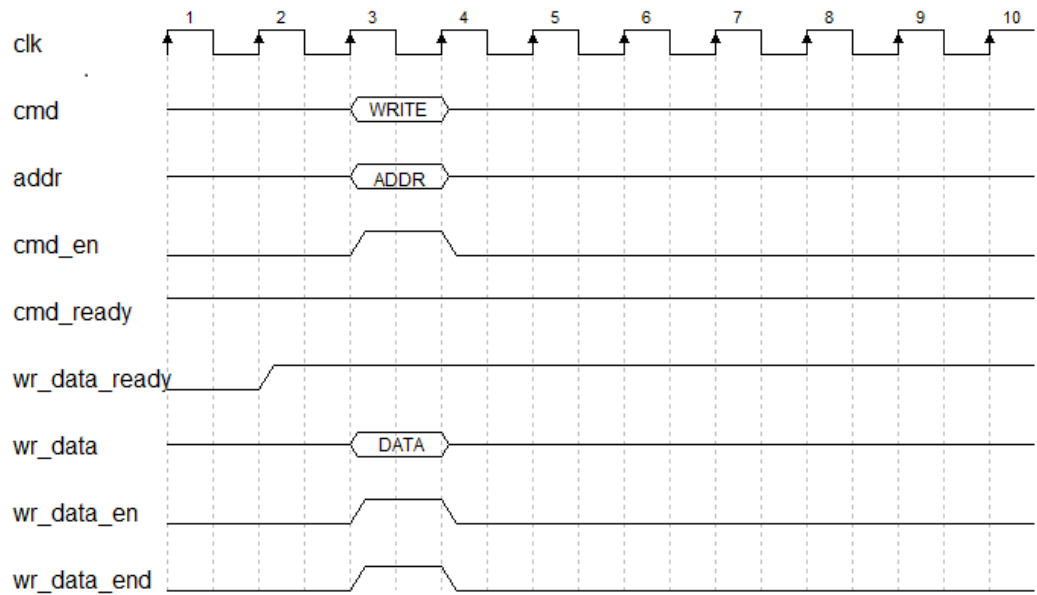 1 2 3 4 5 6 7 8 9 10
clk
cmd WRITE
addr ADDR
cmd_en
cmd_ready
wr_data_ready
wr_data DATA
wr_data_en
wr_data_end